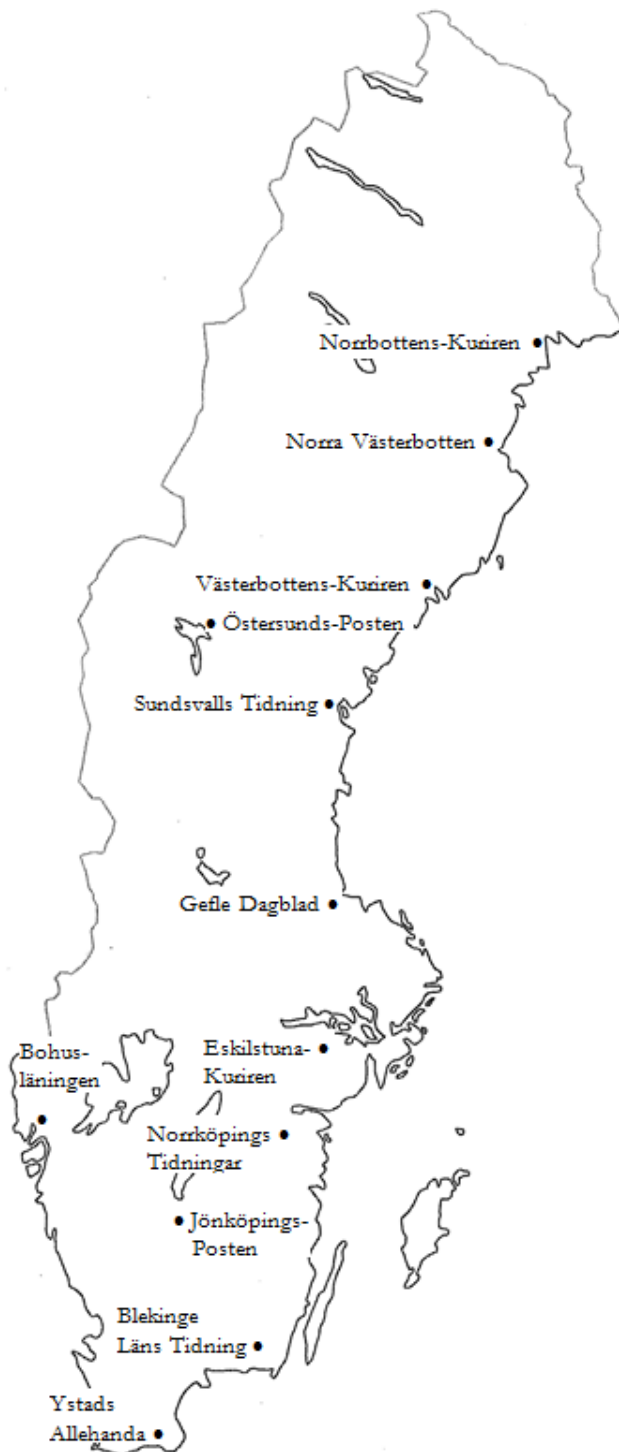 Norrbottens-Kuriren
Norra Västerbotten
Västerbottens-Kuriren
Östersunds-Posten
Sundsvalls Tidning
Gefle Dagblad
Bohus-
läningen
Eskilstuna-
Kuriren
Norrköpings
Tidningar
Jönköpings-
Posten
Blekinge
Läns Tidning
Ystads
Allehanda